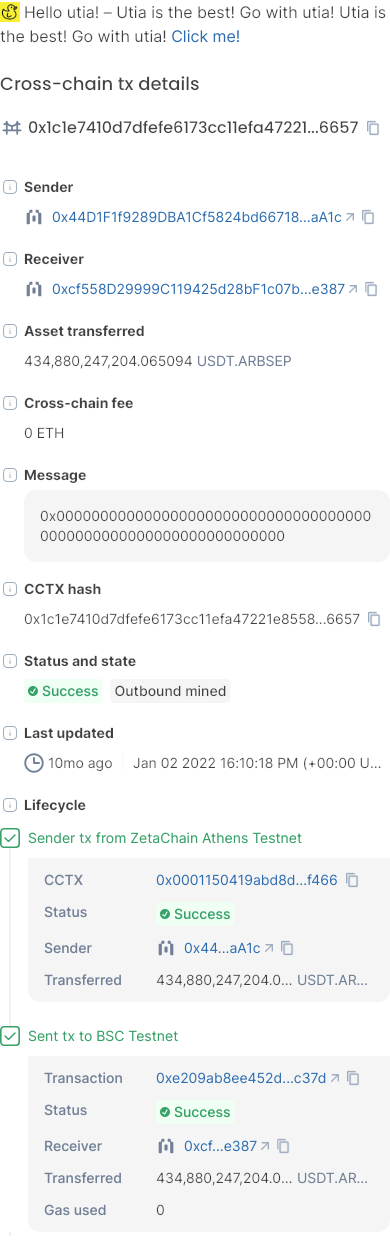 Hello utia! – Utia is the best! Go with utia! Utia is
the best! Go with utia! Click me!
Cross-chain tx details
0x1c1e7410d7dfefe6173cc11efa47221...6657
Sender
0x44D1F1f9289DBA1Cf5824bd66718...aA1c
Receiver
0xcf558D29999C119425d28bF1c07b...e387
Asset transferred
434,880,247,204.065094 USDT.ARBSEP
Cross-chain fee
0 ETH
Message
0x000000000000000000000000000000000000
00000000000000000000000000
CCTX hash
0x1c1e7410d7dfefe6173cc11efa47221e8558...6657
Status and state
Success Outbound mined
Last updated
10mo ago Jan 02 2022 16:10:18 PM (+00:00 U...
Lifecycle
Sender tx from ZetaChain Athens Testnet
CCTX 0x0001150419abd8d...f466
Status Success
Sender 0x44...aA1c
Transferred 434,880,247,204.0... USDT.AR...
Sent tx to BSC Testnet
Transaction 0xe209ab8ee452d...c37d
Status Success
Receiver 0xcf...e387
Transferred 434,880,247,204.0... USDT.AR...
Gas used 0